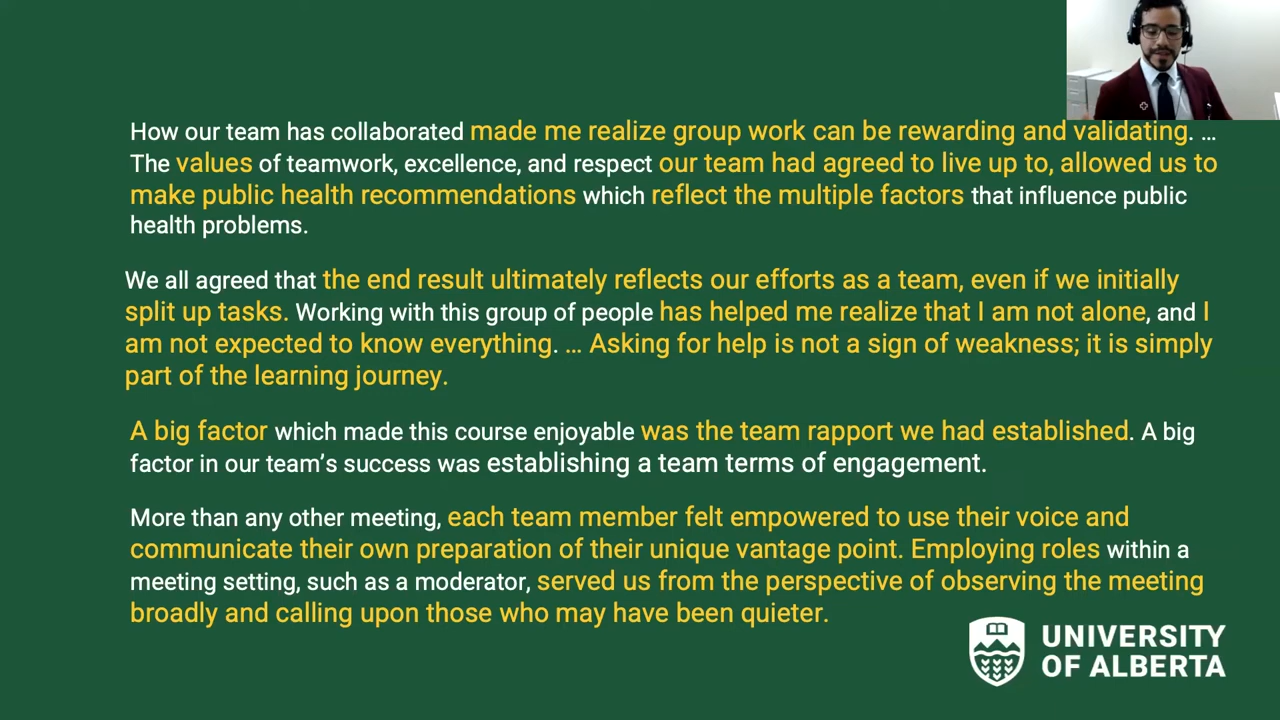 How our team has collaborated made me realize group work can be rewarding and validating. …
The values of teamwork, excellence, and respect our team had agreed to live up to, allowed us to
make public health recommendations which reflect the multiple factors that influence public
health problems.
We all agreed that the end result ultimately reflects our efforts as a team, even if we initially
split up tasks. Working with this group of people has helped me realize that I am not alone, and I
am not expected to know everything. … Asking for help is not a sign of weakness; it is simply
part of the learning journey.
A big factor which made this course enjoyable was the team rapport we had established. A big
factor in our team’s success was establishing a team terms of engagement.
More than any other meeting, each team member felt empowered to use their voice and
communicate their own preparation of their unique vantage point. Employing roles within a
meeting setting, such as a moderator, served us from the perspective of observing the meeting
broadly and calling upon those who may have been quieter.
UNIVERSITY
OF ALBERTA